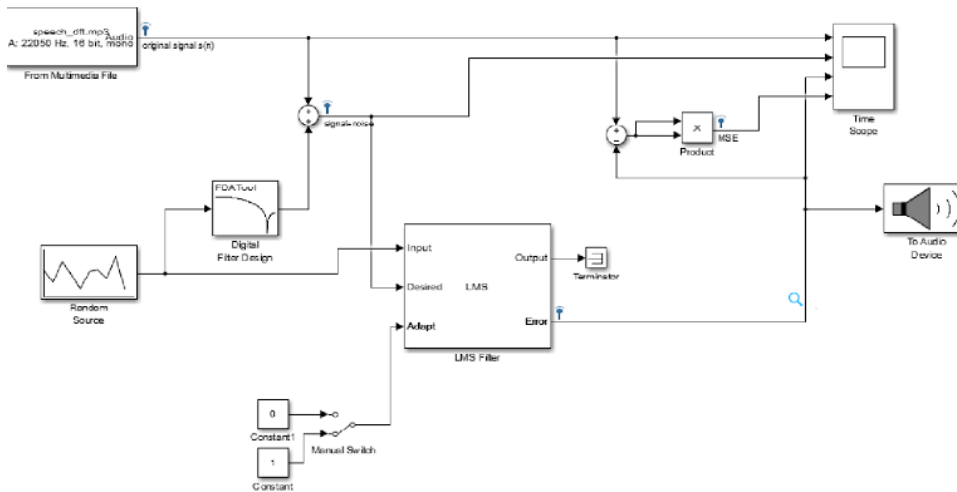 speech_dft.mp3
Audio
A: 22050 Hz, 16 bit, mono
original signal s(n)
From Multimedia File
+
+
signal+noise
+
−
×
Product
MSE
Time
Scope
FDATool
Digital
Filter Design
To Audio
Device
Input
Output
Terminator
Random
Source
Desired
LMS
Adapt
Error
LMS Filter
0
Constant1
Manual Switch
1
Constant